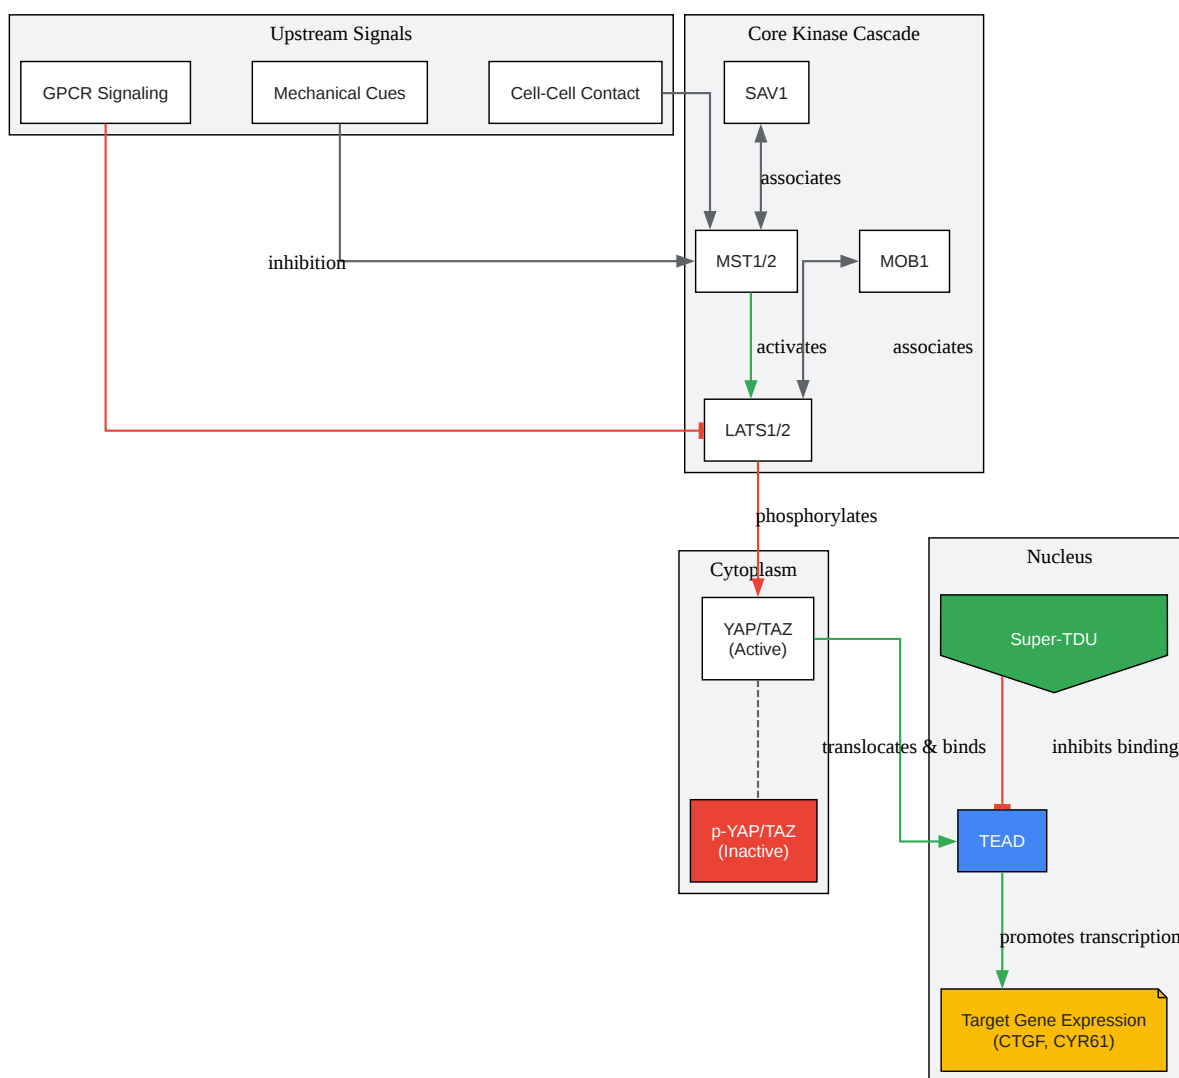 Upstream Signals
Core Kinase Cascade
GPCR Signaling
Mechanical Cues
Cell-Cell Contact
SAV1
associates
inhibition
MST1/2
MOB1
activates
associates
LATS1/2
phosphorylates
Cytoplasm
Nucleus
YAP/TAZ
(Active)
Super-TDU
translocates & binds
inhibits binding
p-YAP/TAZ
(Inactive)
TEAD
promotes transcription
Target Gene Expression
(CTGF, CYR61)